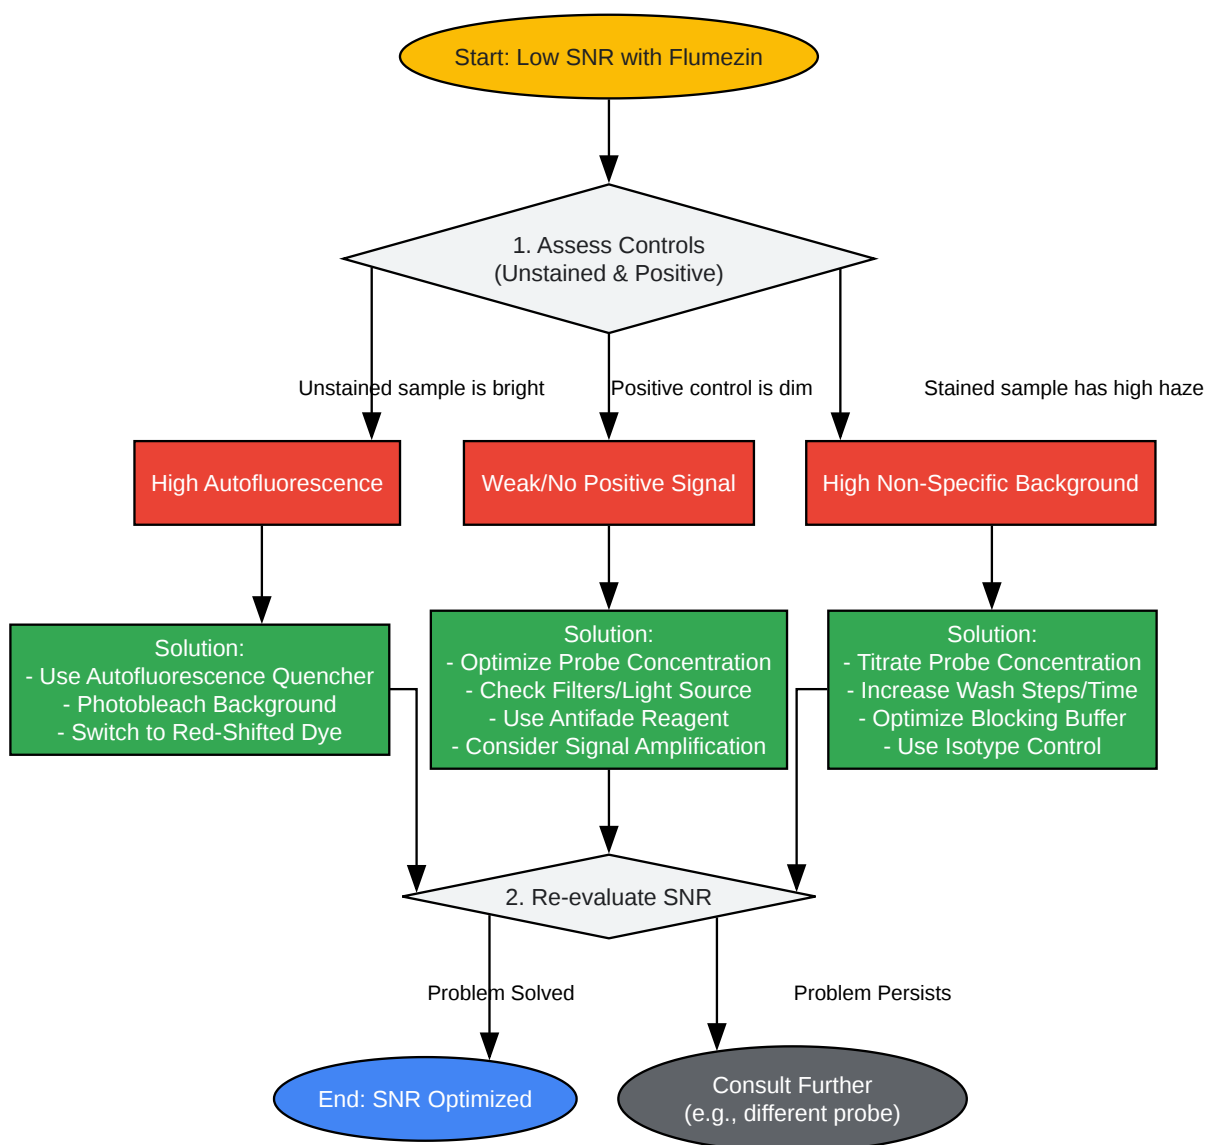 Start: Low SNR with Flumezin
1. Assess Controls
(Unstained & Positive)
Unstained sample is bright
Positive control is dim
Stained sample has high haze
High Autofluorescence
Weak/No Positive Signal
High Non-Specific Background
Solution:
- Use Autofluorescence Quencher
- Photobleach Background
- Switch to Red-Shifted Dye
Solution:
- Optimize Probe Concentration
- Check Filters/Light Source
- Use Antifade Reagent
- Consider Signal Amplification
Solution:
- Titrate Probe Concentration
- Increase Wash Steps/Time
- Optimize Blocking Buffer
- Use Isotype Control
2. Re-evaluate SNR
Problem Solved
Problem Persists
End: SNR Optimized
Consult Further
(e.g., different probe)